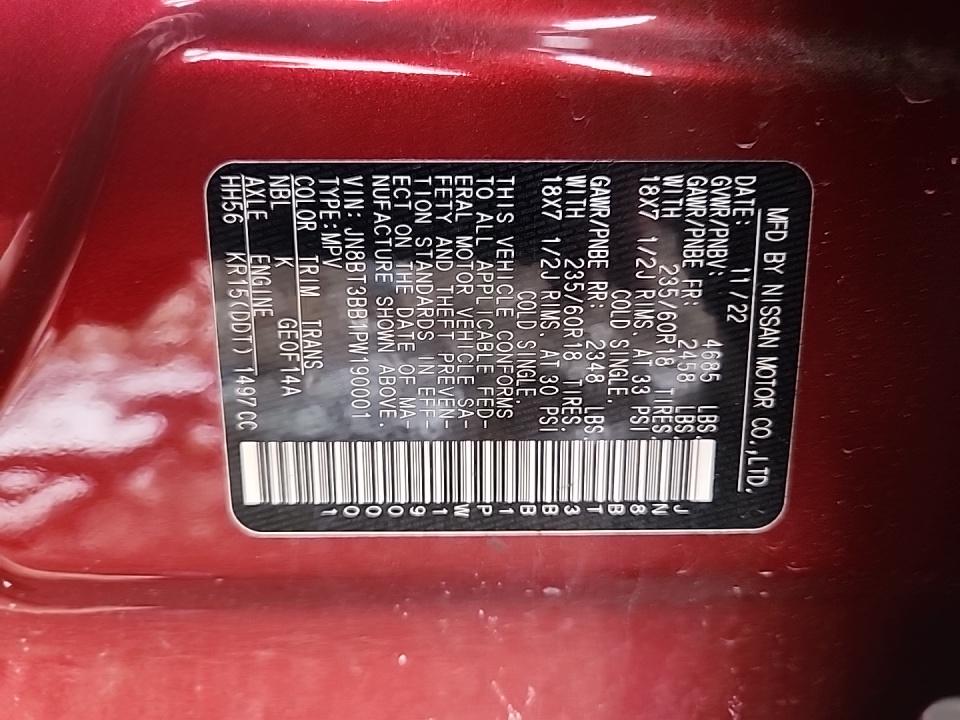 MFD BY NISSAN MOTOR CO.,LTD.
DATE: 11/22
GVWR/PNBV: 4685 LBS.
GAWR/PNBE FR: 2458 LBS.
WITH 235/60R18 TIRES.
18X7 1/2J RIMS. AT 33 PSI
COLD SINGLE.
GAWR/PNBE RR: 2348 LBS.
WITH 235/60R18 TIRES.
18X7 1/2J RIMS. AT 30 PSI
COLD SINGLE.
THIS VEHICLE CONFORMS
TO ALL APPLICABLE FED-
ERAL MOTOR VEHICLE SA-
FETY AND THEFT PREVEN-
TION STANDARDS IN EFF-
ECT ON THE DATE OF MA-
NUFACTURE SHOWN ABOVE.
VIN: JN8BT3BB1PW190001
TYPE:MPV
COLOR TRIM TRANS
NBL K GEOF14A
AXLE ENGINE
HH56 KR15(DDT) 1497CC
JN8BT3BB1PW190001